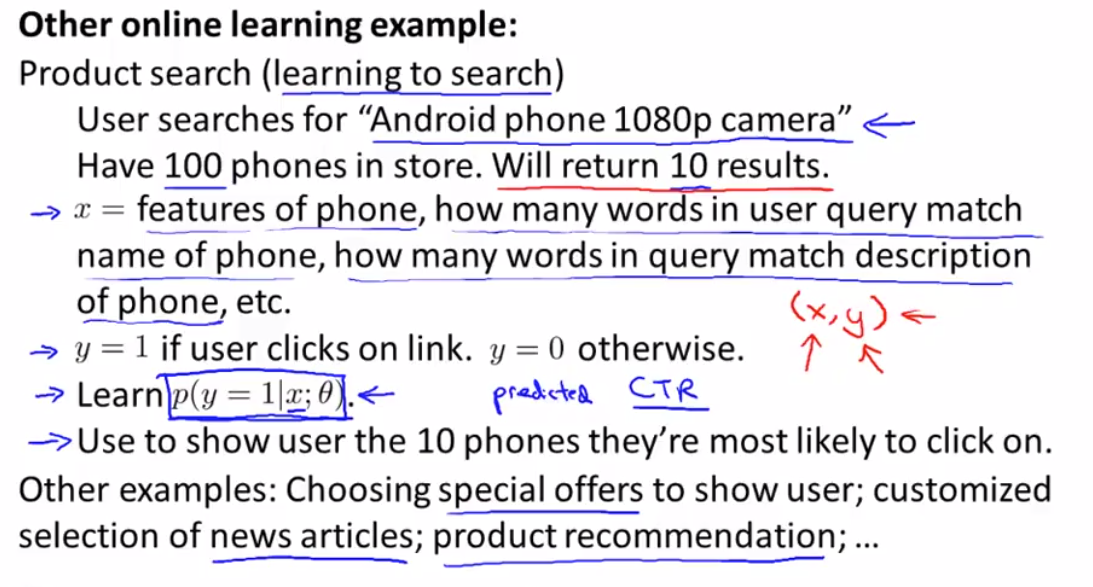 Other online learning example:
Product search (learning to search)
User searches for “Android phone 1080p camera” ←
Have 100 phones in store. Will return 10 results.
→ x = features of phone, how many words in user query match
name of phone, how many words in query match description
of phone, etc.
(x, y) ←
→ y = 1 if user clicks on link. y = 0 otherwise.
→ Learn p(y = 1|x; θ). ← predicted CTR
→ Use to show user the 10 phones they’re most likely to click on.
Other examples: Choosing special offers to show user; customized
selection of news articles; product recommendation; ...